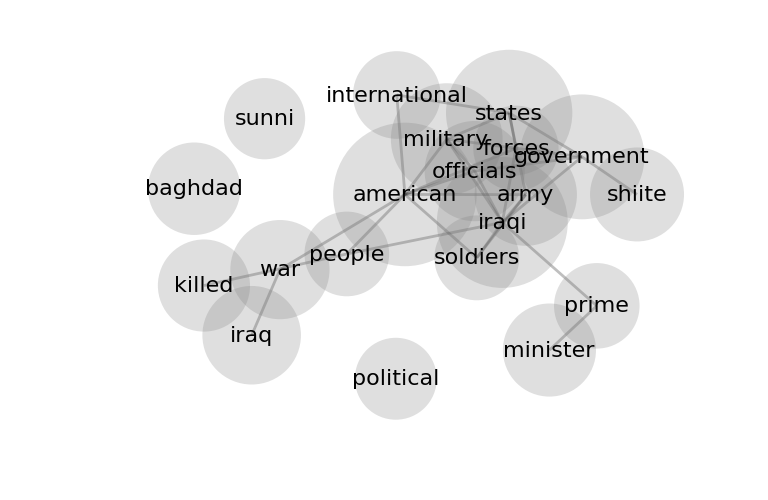 international
states
sunni
military
forces
government
officials
baghdad
american
army
shiite
iraqi
people
soldiers
war
killed
prime
iraq
minister
political